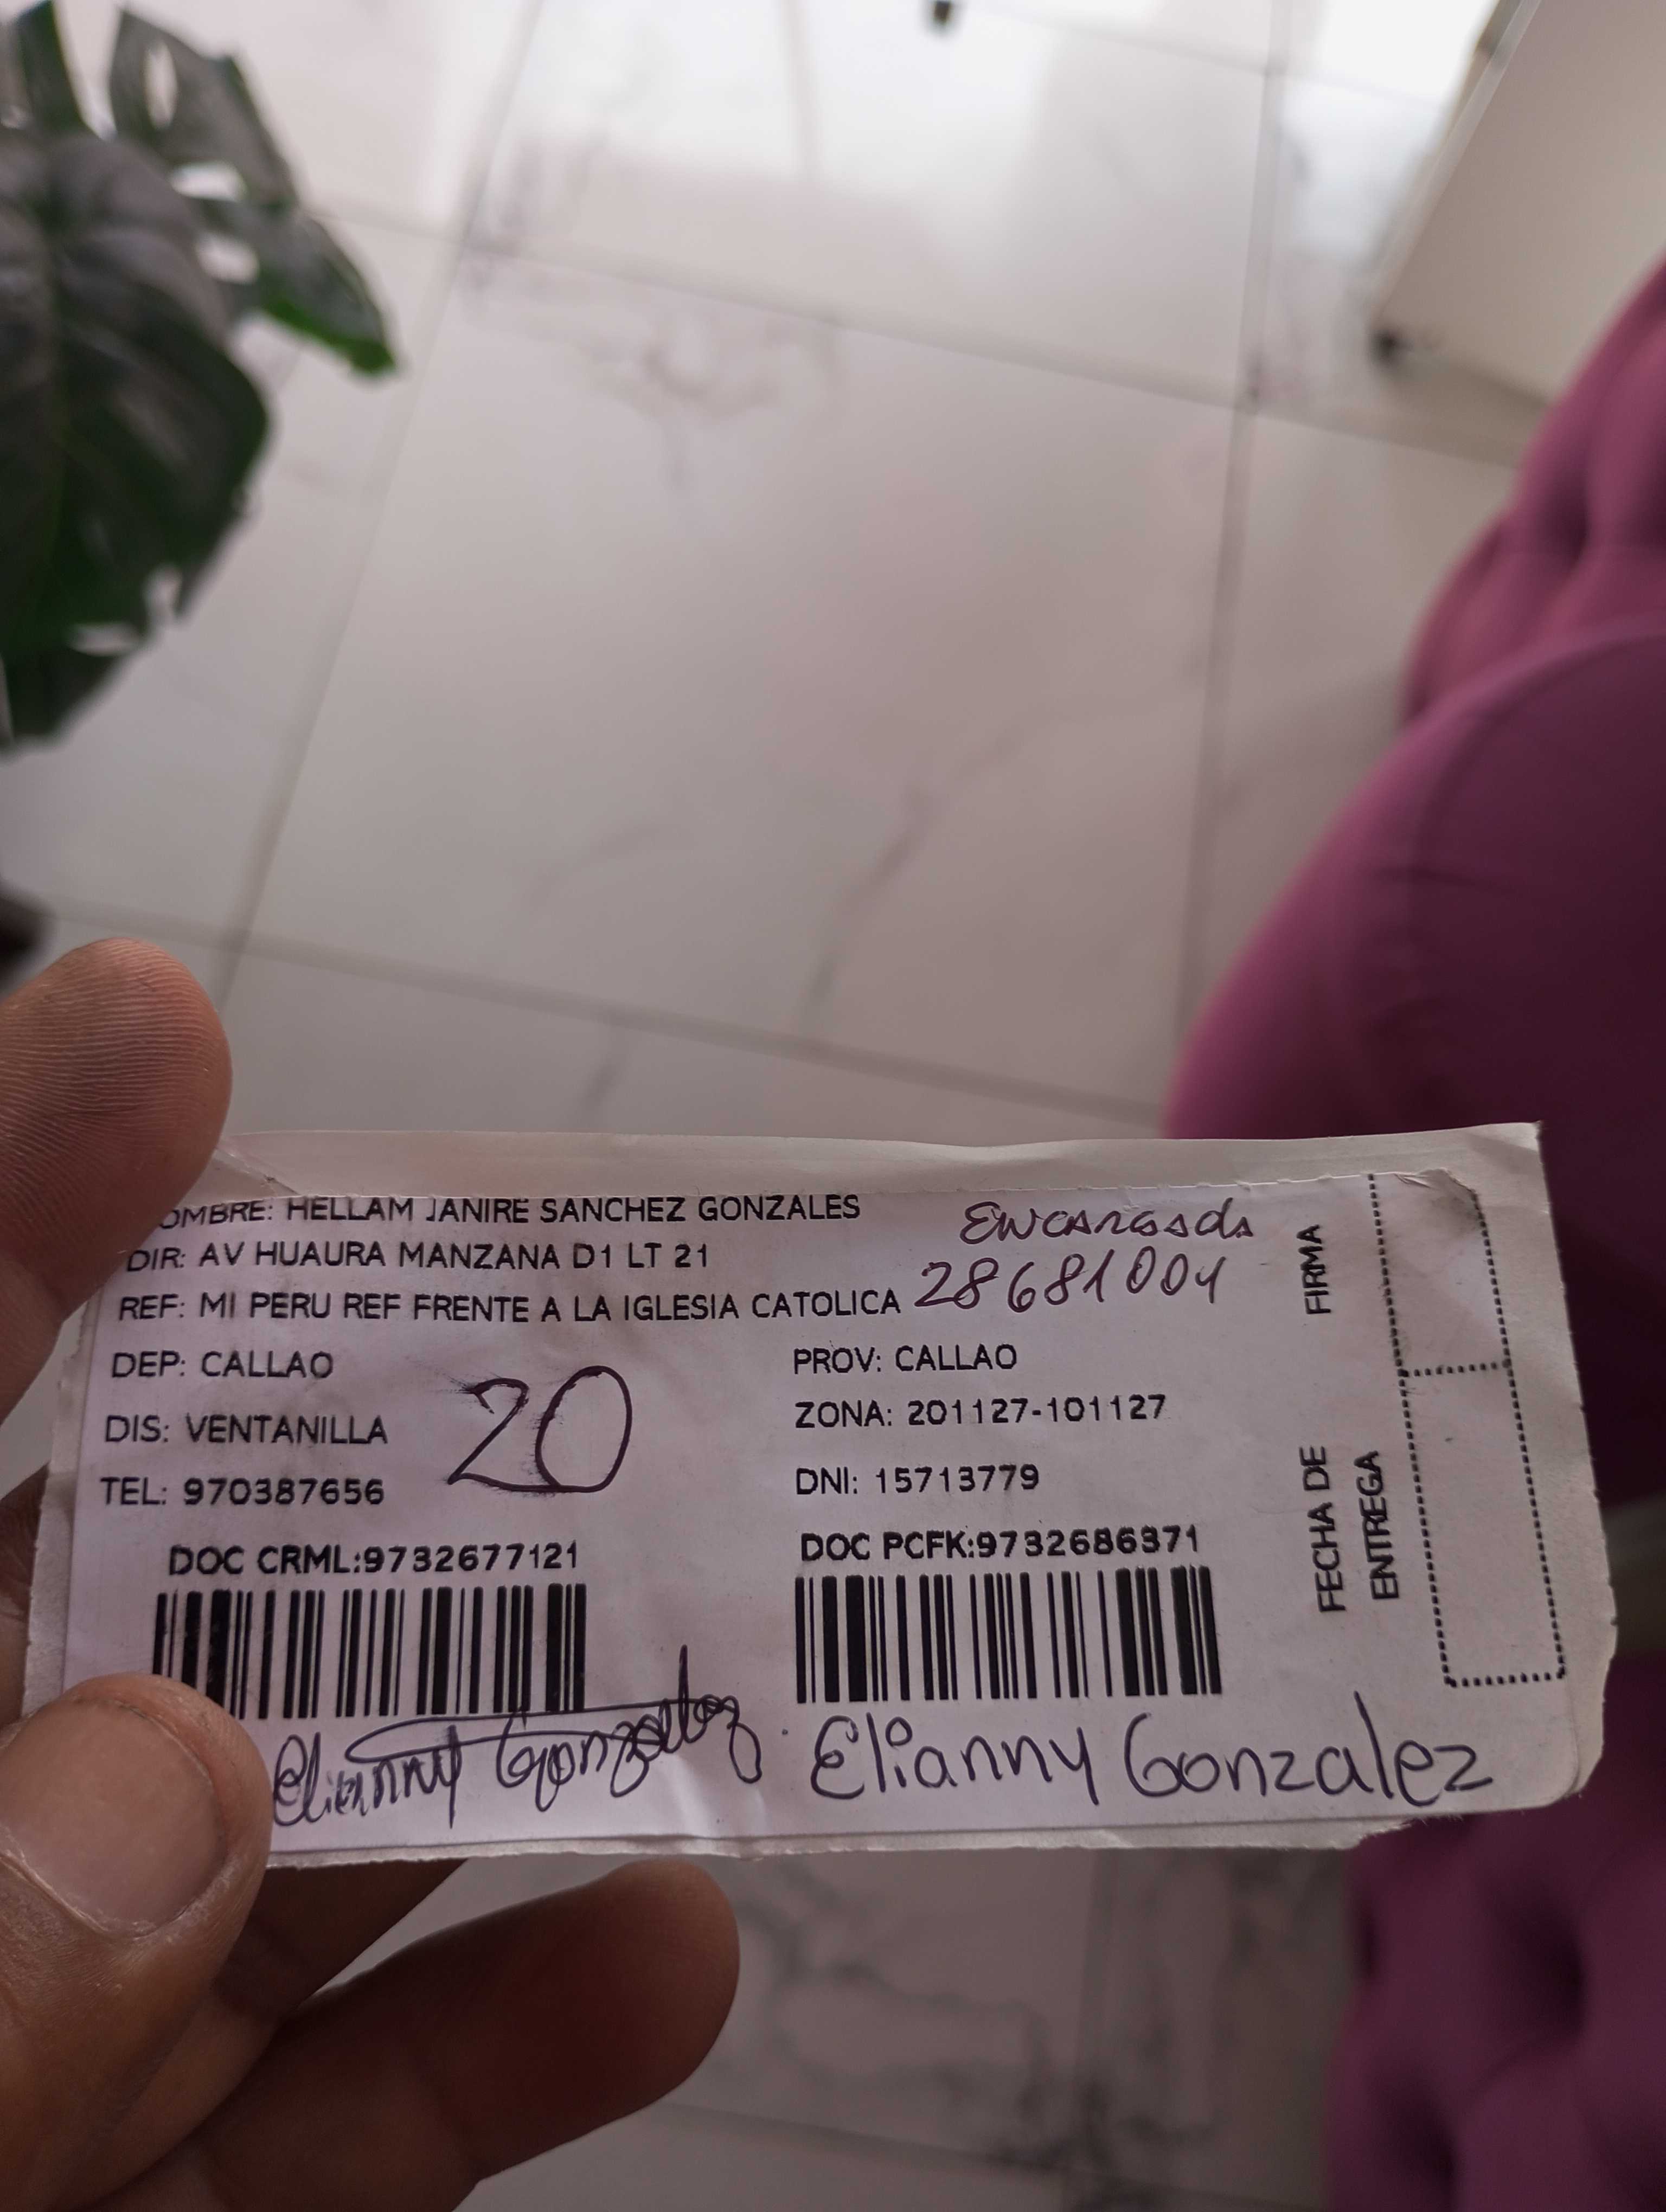 OMBRE: HELLAM JANIRE SANCHEZ GONZALES
Encargada
DIR: AV HUAURA MANZANA D1 LT 21
28681004
REF: MI PERU REF FRENTE A LA IGLESIA CATOLICA
DEP: CALLAO
PROV: CALLAO
20
DIS: VENTANILLA
ZONA: 201127-101127
TEL: 970387656
DNI: 15713779
DOC CRML:9732677121
DOC PCFK:9732686371
FIRMA
FECHA DE
ENTREGA
Elianny Gonzalez
Elianny Gonzalez